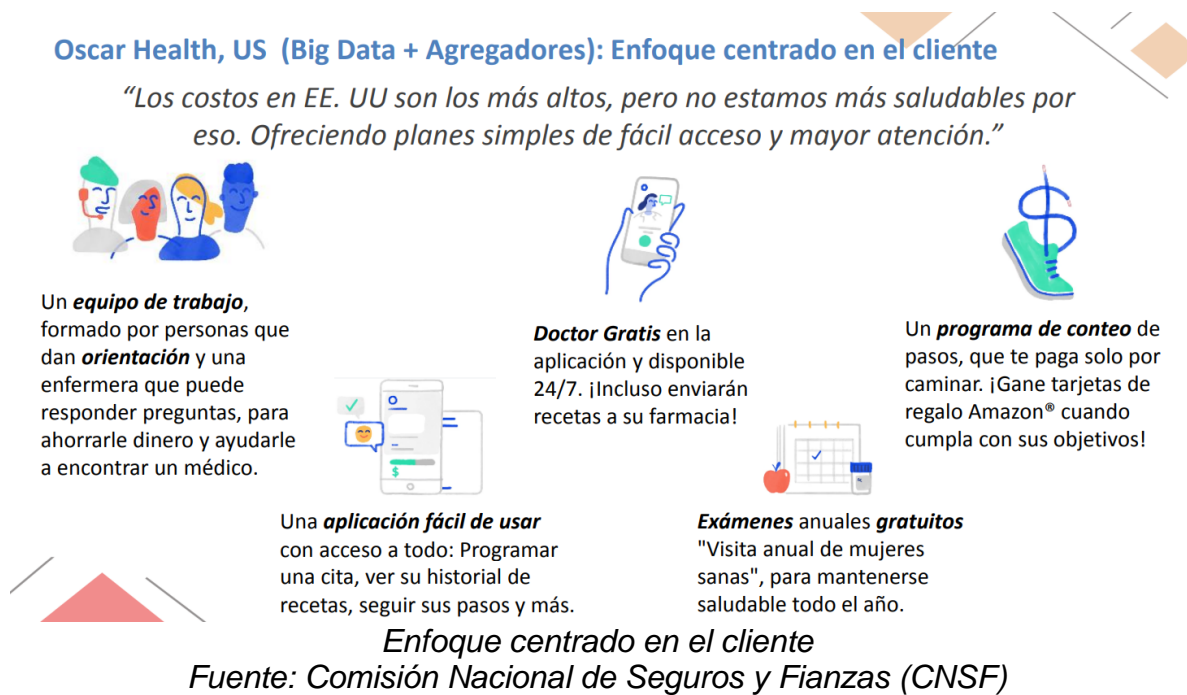 Oscar Health, US (Big Data + Agregadores): Enfoque centrado en el cliente
“Los costos en EE. UU son los más altos, pero no estamos más saludables por
eso. Ofreciendo planes simples de fácil acceso y mayor atención.”
Un equipo de trabajo,
formado por personas que
dan orientación y una
enfermera que puede
responder preguntas, para
ahorrarle dinero y ayudarle
a encontrar un médico.
Una aplicación fácil de usar
con acceso a todo: Programar
una cita, ver su historial de
recetas, seguir sus pasos y más.
Doctor Gratis en la
aplicación y disponible
24/7. ¡Incluso enviarán
recetas a su farmacia!
Exámenes anuales gratuitos
"Visita anual de mujeres
sanas", para mantenerse
saludable todo el año.
Un programa de conteo de
pasos, que te paga solo por
caminar. ¡Gane tarjetas de
regalo Amazon® cuando
cumpla con sus objetivos!
Enfoque centrado en el cliente
Fuente: Comisión Nacional de Seguros y Fianzas (CNSF)